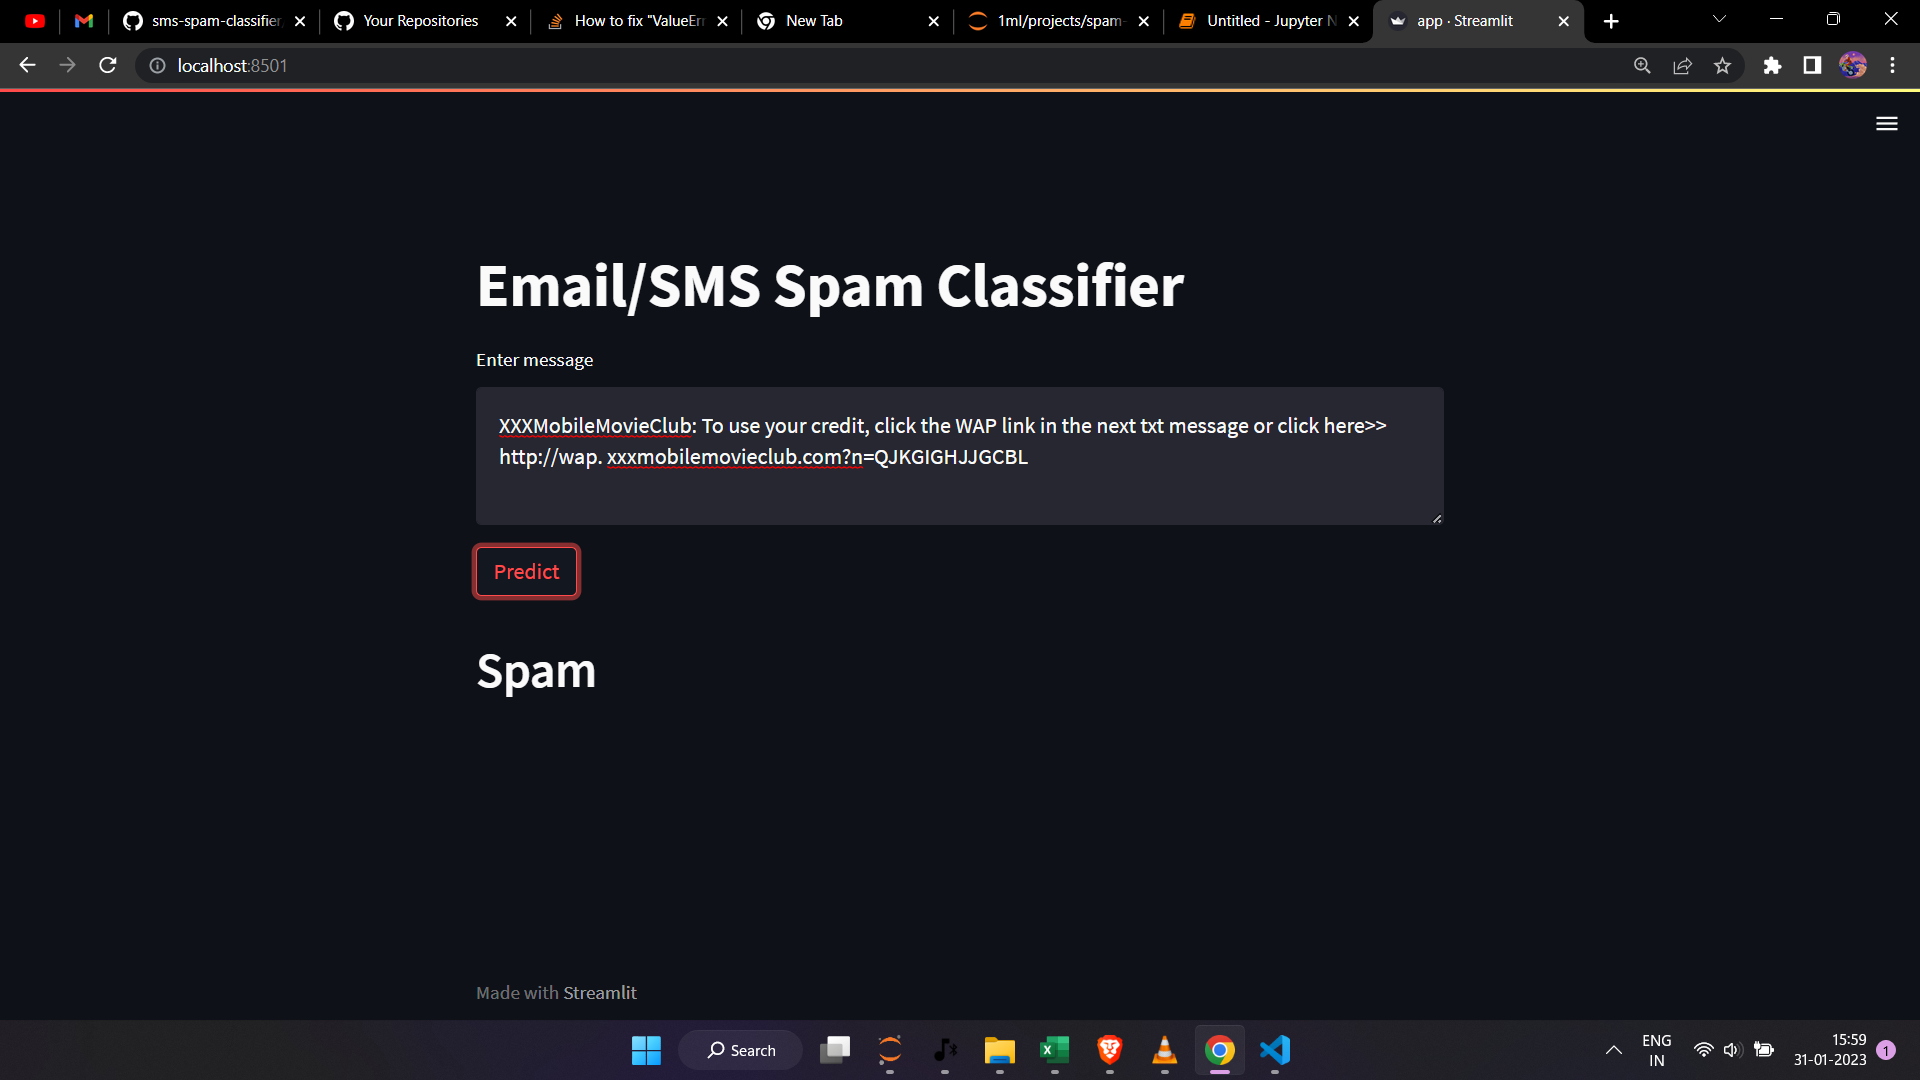 sms-spam-classifier
Your Repositories
How to fix "ValueErr
New Tab
1ml/projects/spam-
Untitled - Jupyter N
app · Streamlit
localhost:8501
Email/SMS Spam Classifier
Enter message
XXXMobileMovieClub: To use your credit, click the WAP link in the next txt message or click here>>
http://wap. xxxmobilemovieclub.com?n=QJKGIGHJJGCBL
Predict
Spam
Made with Streamlit
Search
ENG
IN
15:59
31-01-2023
1